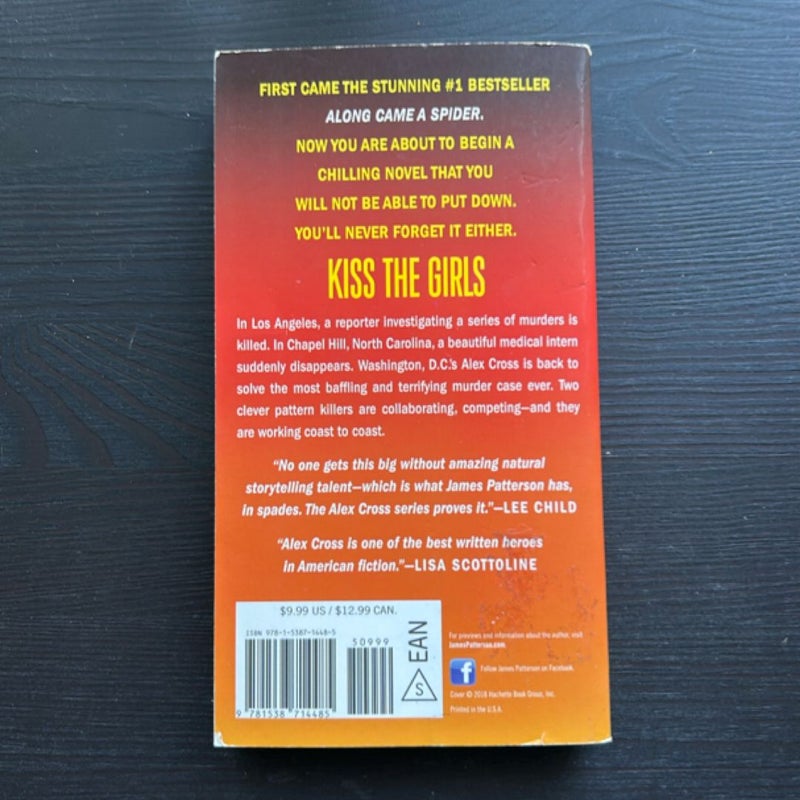 FIRST CAME THE STUNNING #1 BESTSELLER
ALONG CAME A SPIDER.
NOW YOU ARE ABOUT TO BEGIN A
CHILLING NOVEL THAT YOU
WILL NOT BE ABLE TO PUT DOWN.
YOU'LL NEVER FORGET IT EITHER.
KISS THE GIRLS
In Los Angeles, a reporter investigating a series of murders is
killed. In Chapel Hill, North Carolina, a beautiful medical intern
suddenly disappears. Washington, D.C.'s Alex Cross is back to
solve the most baffling and terrifying murder case ever. Two
clever pattern killers are collaborating, competing—and they
are working coast to coast.
"No one gets this big without amazing natural
storytelling talent—which is what James Patterson has,
in spades. The Alex Cross series proves it."—LEE CHILD
"Alex Cross is one of the best written heroes
in American fiction."—LISA SCOTTOLINE
$9.99 US / $12.99 CAN.
ISBN 978-1-5387-1448-5
50999
EAN
S
9 781538 714485
For previews and information about the author, visit
JamesPatterson.com.
f
Follow James Patterson on Facebook.
Cover © 2018 Hachette Book Group, Inc.
Printed in the U.S.A.